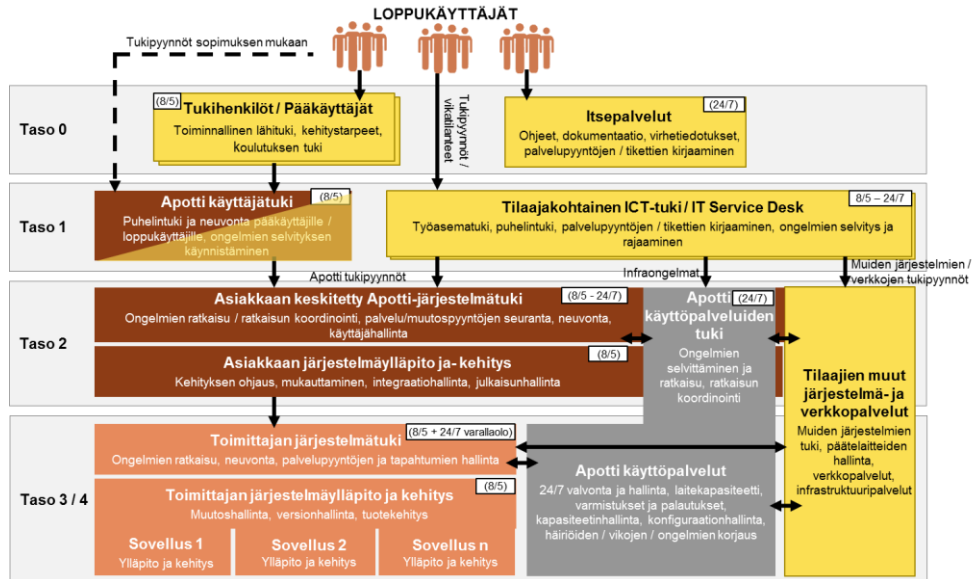 LOPPUKÄYTTÄJÄT
Tukipyynnöt sopimuksen mukaan
Tukipyynnöt /
vikatilanteet
Taso 0
(8/5)
Tukihenkilöt / Pääkäyttäjät
Toiminnallinen lähituki, kehitystarpeet,
koulutuksen tuki
(24/7)
Itsepalvelut
Ohjeet, dokumentaatio, virhetiedotukset,
palvelupyyntöjen / tikettien kirjaaminen
Taso 1
Apotti käyttäjätuki
(8/5)
Puhelintuki ja neuvonta pääkäyttäjille /
loppukäyttäjille, ongelmien selvityksen
käynnistäminen
8/5 – 24/7
Tilaajakohtainen ICT-tuki / IT Service Desk
Työasematuki, puhelintuki, palvelupyyntöjen / tikettien kirjaaminen, ongelmien selvitys ja
rajaaminen
Apotti tukipyynnöt
Infraongelmat
Muiden järjestelmien /
verkkojen tukipyynnöt
Taso 2
Asiakkaan keskitetty Apotti-järjestelmätuki
(8/5 - 24/7)
Ongelmien ratkaisu / ratkaisun koordinointi, palvelu/muutospyyntöjen seuranta, neuvonta,
käyttäjähallinta
(8/5)
Asiakkaan järjestelmäylläpito ja- kehitys
Kehityksen ohjaus, mukauttaminen, integraatiohallinta, julkaisunhallinta
Apotti
(24/7)
käyttöpalveluiden
tuki
Ongelmien
selvittäminen ja
ratkaisu, ratkaisun
koordinointi
Tilaajien muut
järjestelmä- ja
verkkopalvelut
Muiden järjestelmien
tuki, päätelaitteiden
hallinta,
verkkopalvelut,
infrastruktuuripalvelut
Taso 3 / 4
Toimittajan järjestelmätuki
(8/5 + 24/7 varallaolo)
Ongelmien ratkaisu, neuvonta, palvelupyyntöjen ja tapahtumien hallinta
(8/5)
Toimittajan järjestelmäylläpito ja kehitys
Muutoshallinta, versionhallinta, tuotekehitys
Sovellus 1
Ylläpito ja kehitys
Sovellus 2
Ylläpito ja kehitys
Sovellus n
Ylläpito ja kehitys
Apotti käyttöpalvelut
24/7 valvonta ja hallinta, laitekapasiteetti,
varmistukset ja palautukset,
kapasiteetinhallinta, konfiguraationhallinta,
häiriöiden / vikojen / ongelmien korjaus